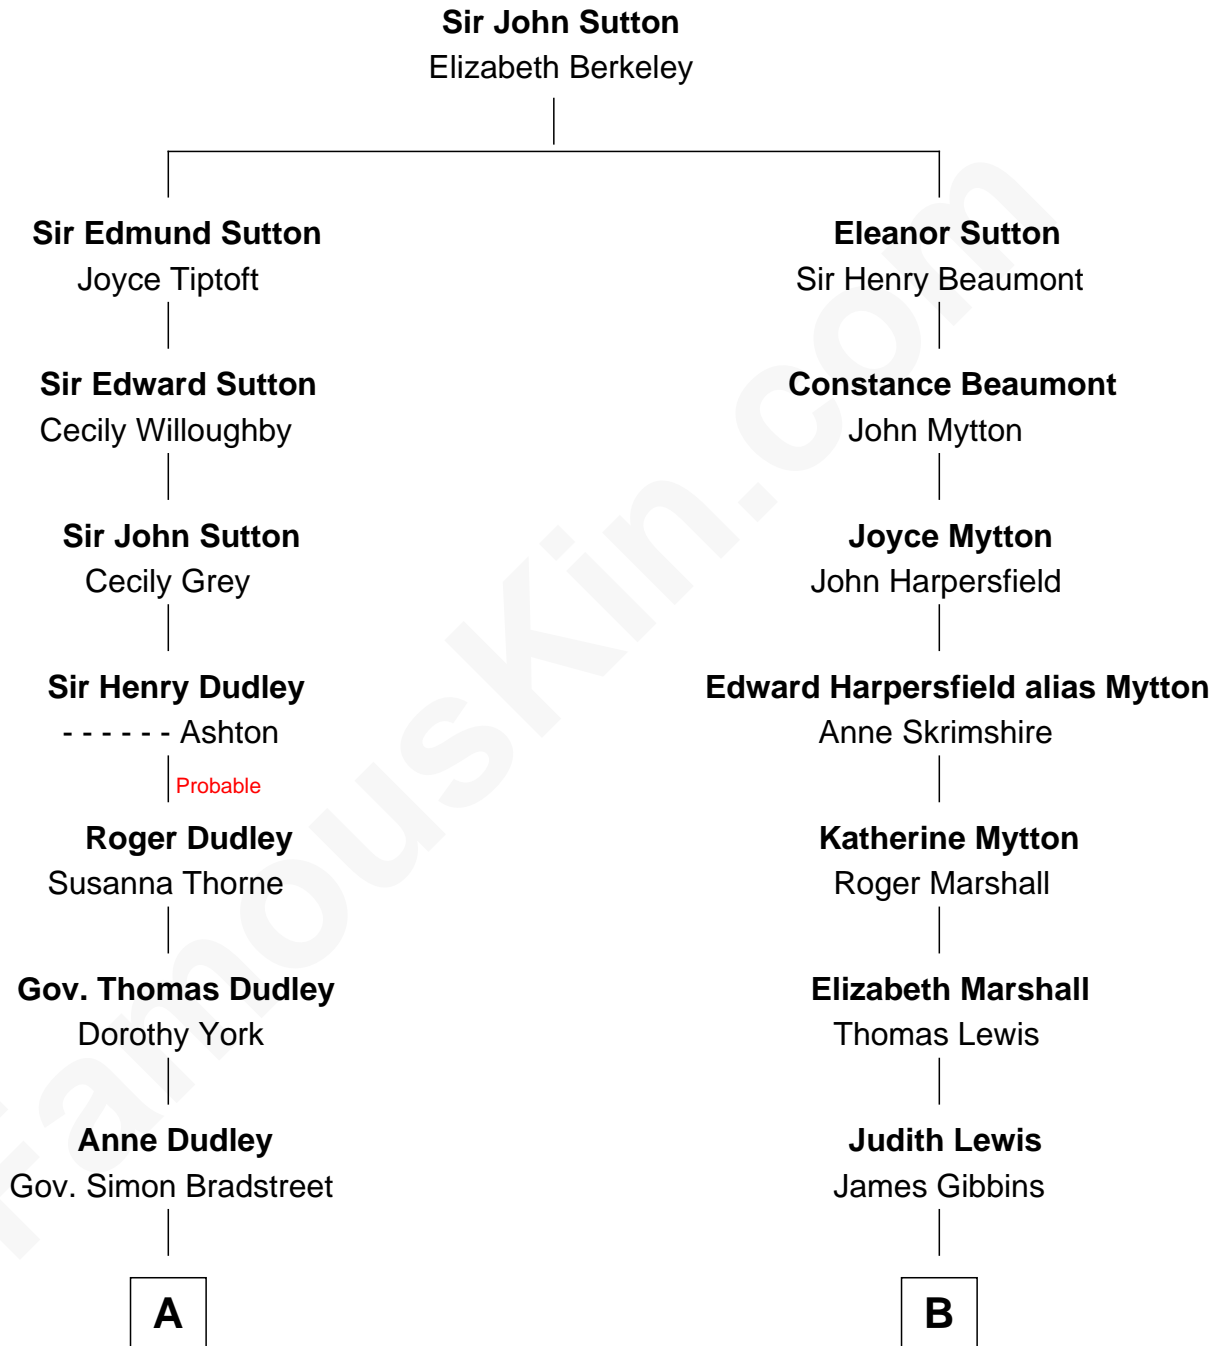 Sir John Sutton
Elizabeth Berkeley
Sir Edmund Sutton
Joyce Tiptoft
Eleanor Sutton
Sir Henry Beaumont
Sir Edward Sutton
Cecily Willoughby
Constance Beaumont
John Mytton
Sir John Sutton
Cecily Grey
Joyce Mytton
John Harpersfield
Sir Henry Dudley
- - - - - - Ashton
Edward Harpersfield alias Mytton
Anne Skrimshire
Probable
Roger Dudley
Susanna Thorne
Katherine Mytton
Roger Marshall
Gov. Thomas Dudley
Dorothy York
Elizabeth Marshall
Thomas Lewis
Anne Dudley
Gov. Simon Bradstreet
Judith Lewis
James Gibbins
A
B
FamousKin.com